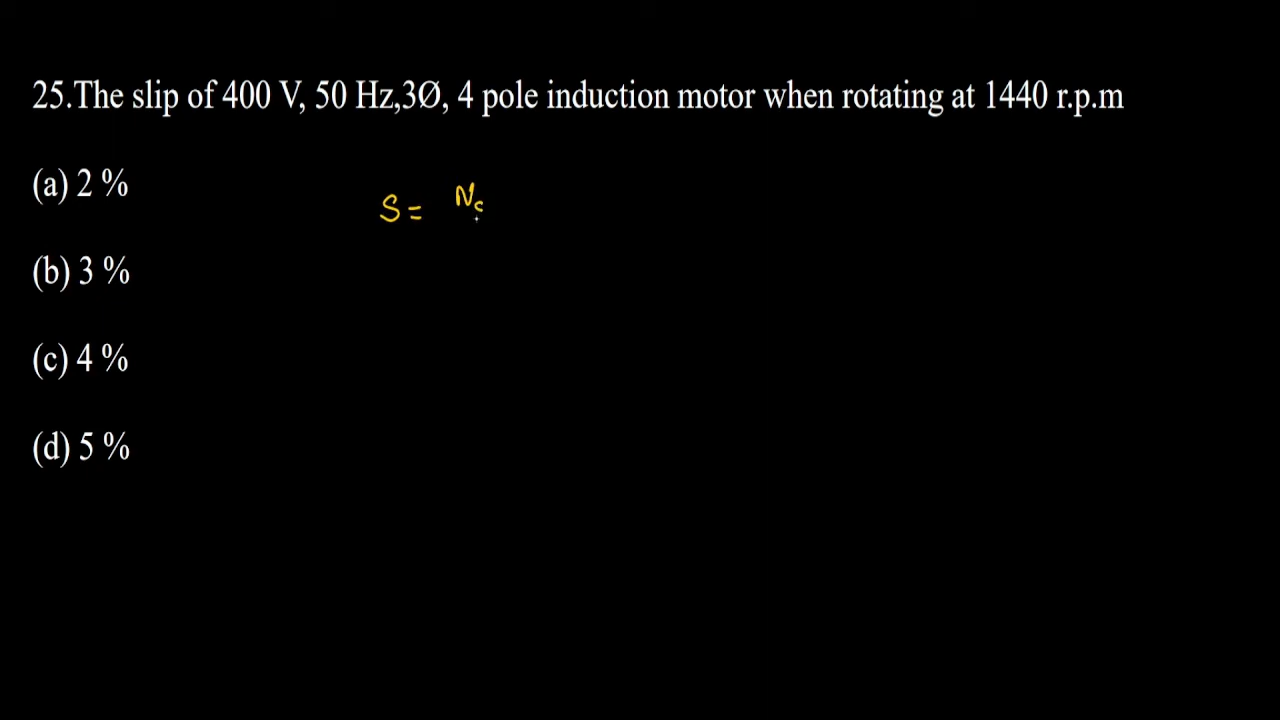 25.The slip of 400 V, 50 Hz,3Ø, 4 pole induction motor when rotating at 1440 r.p.m
(a) 2 %
S = Ns
(b) 3 %
(c) 4 %
(d) 5 %